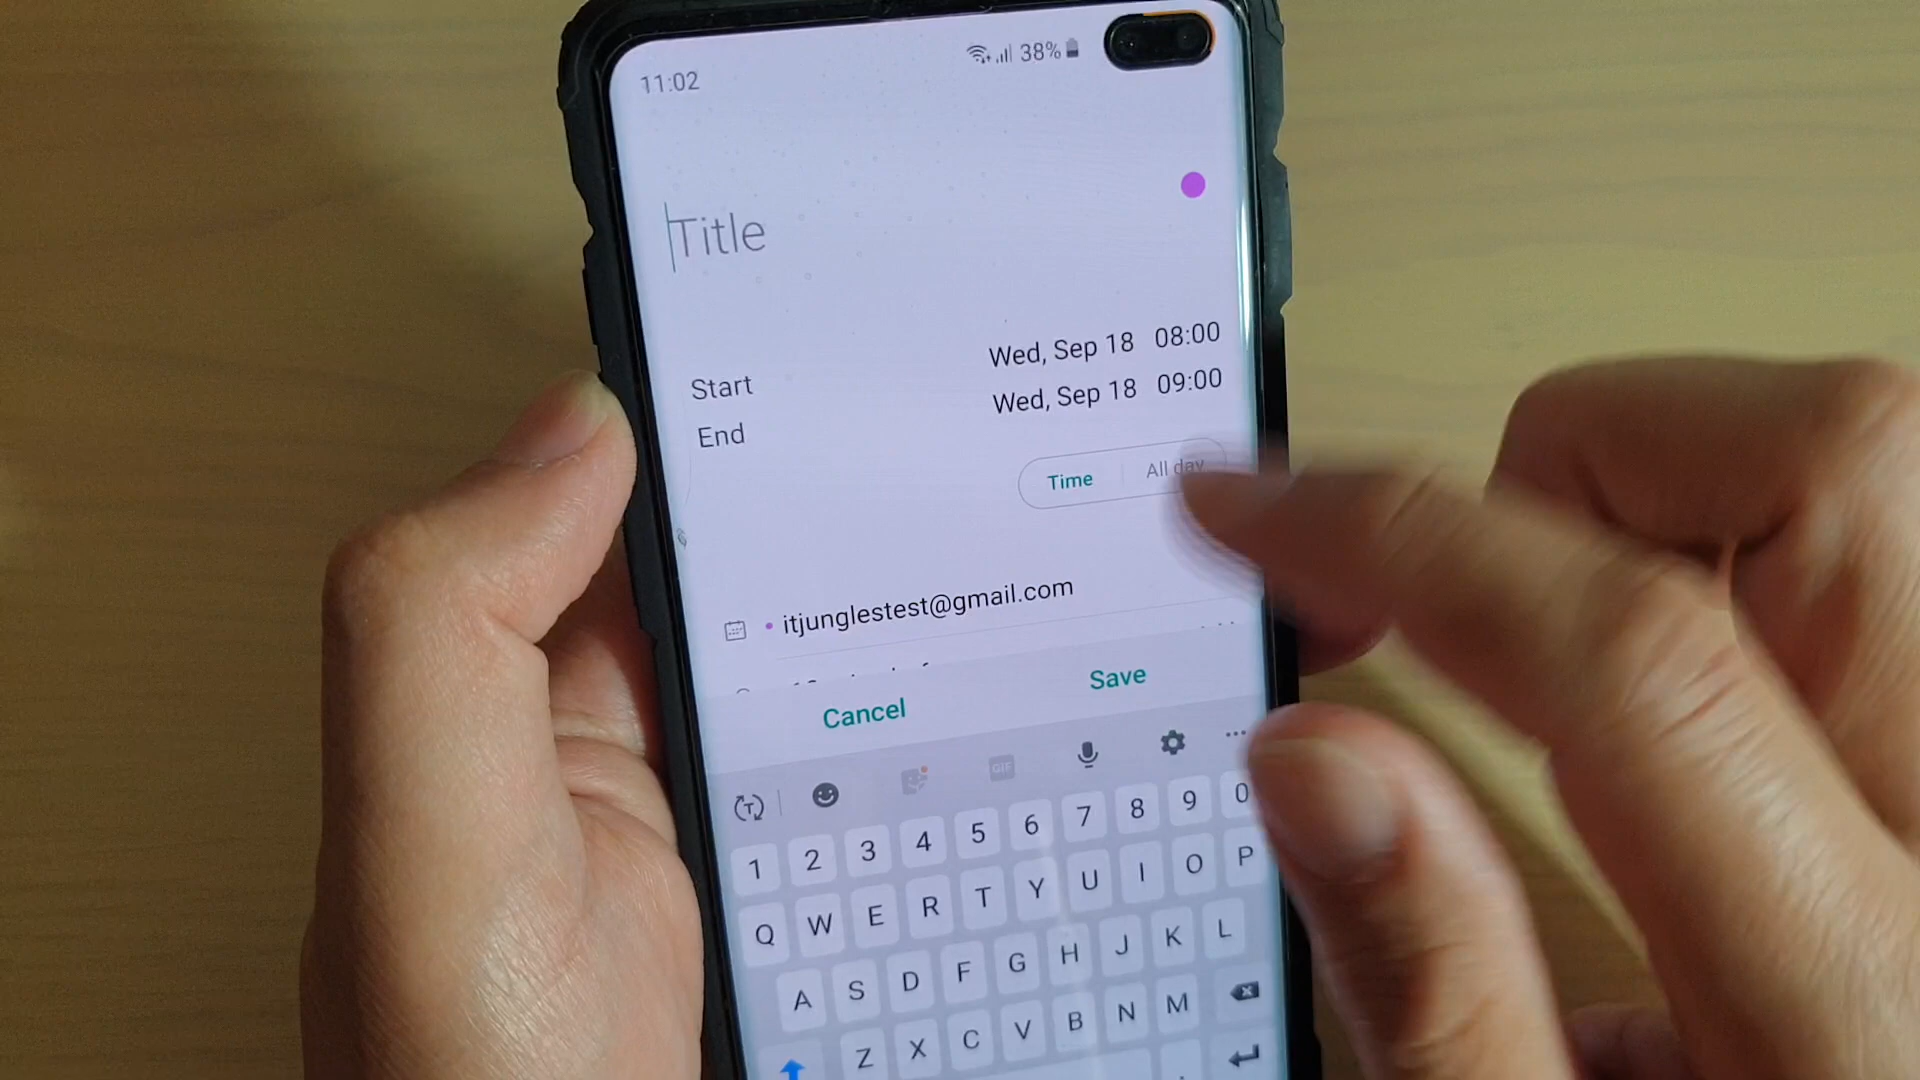 11:02 38%
Title
Start Wed, Sep 18 08:00
End Wed, Sep 18 09:00
Time All day
itjunglestest@gmail.com
Cancel Save
GIF
1 2 3 4 5 6 7 8 9 0
Q W E R T Y U I O P
A S D F G H J K L
Z X C V B N M